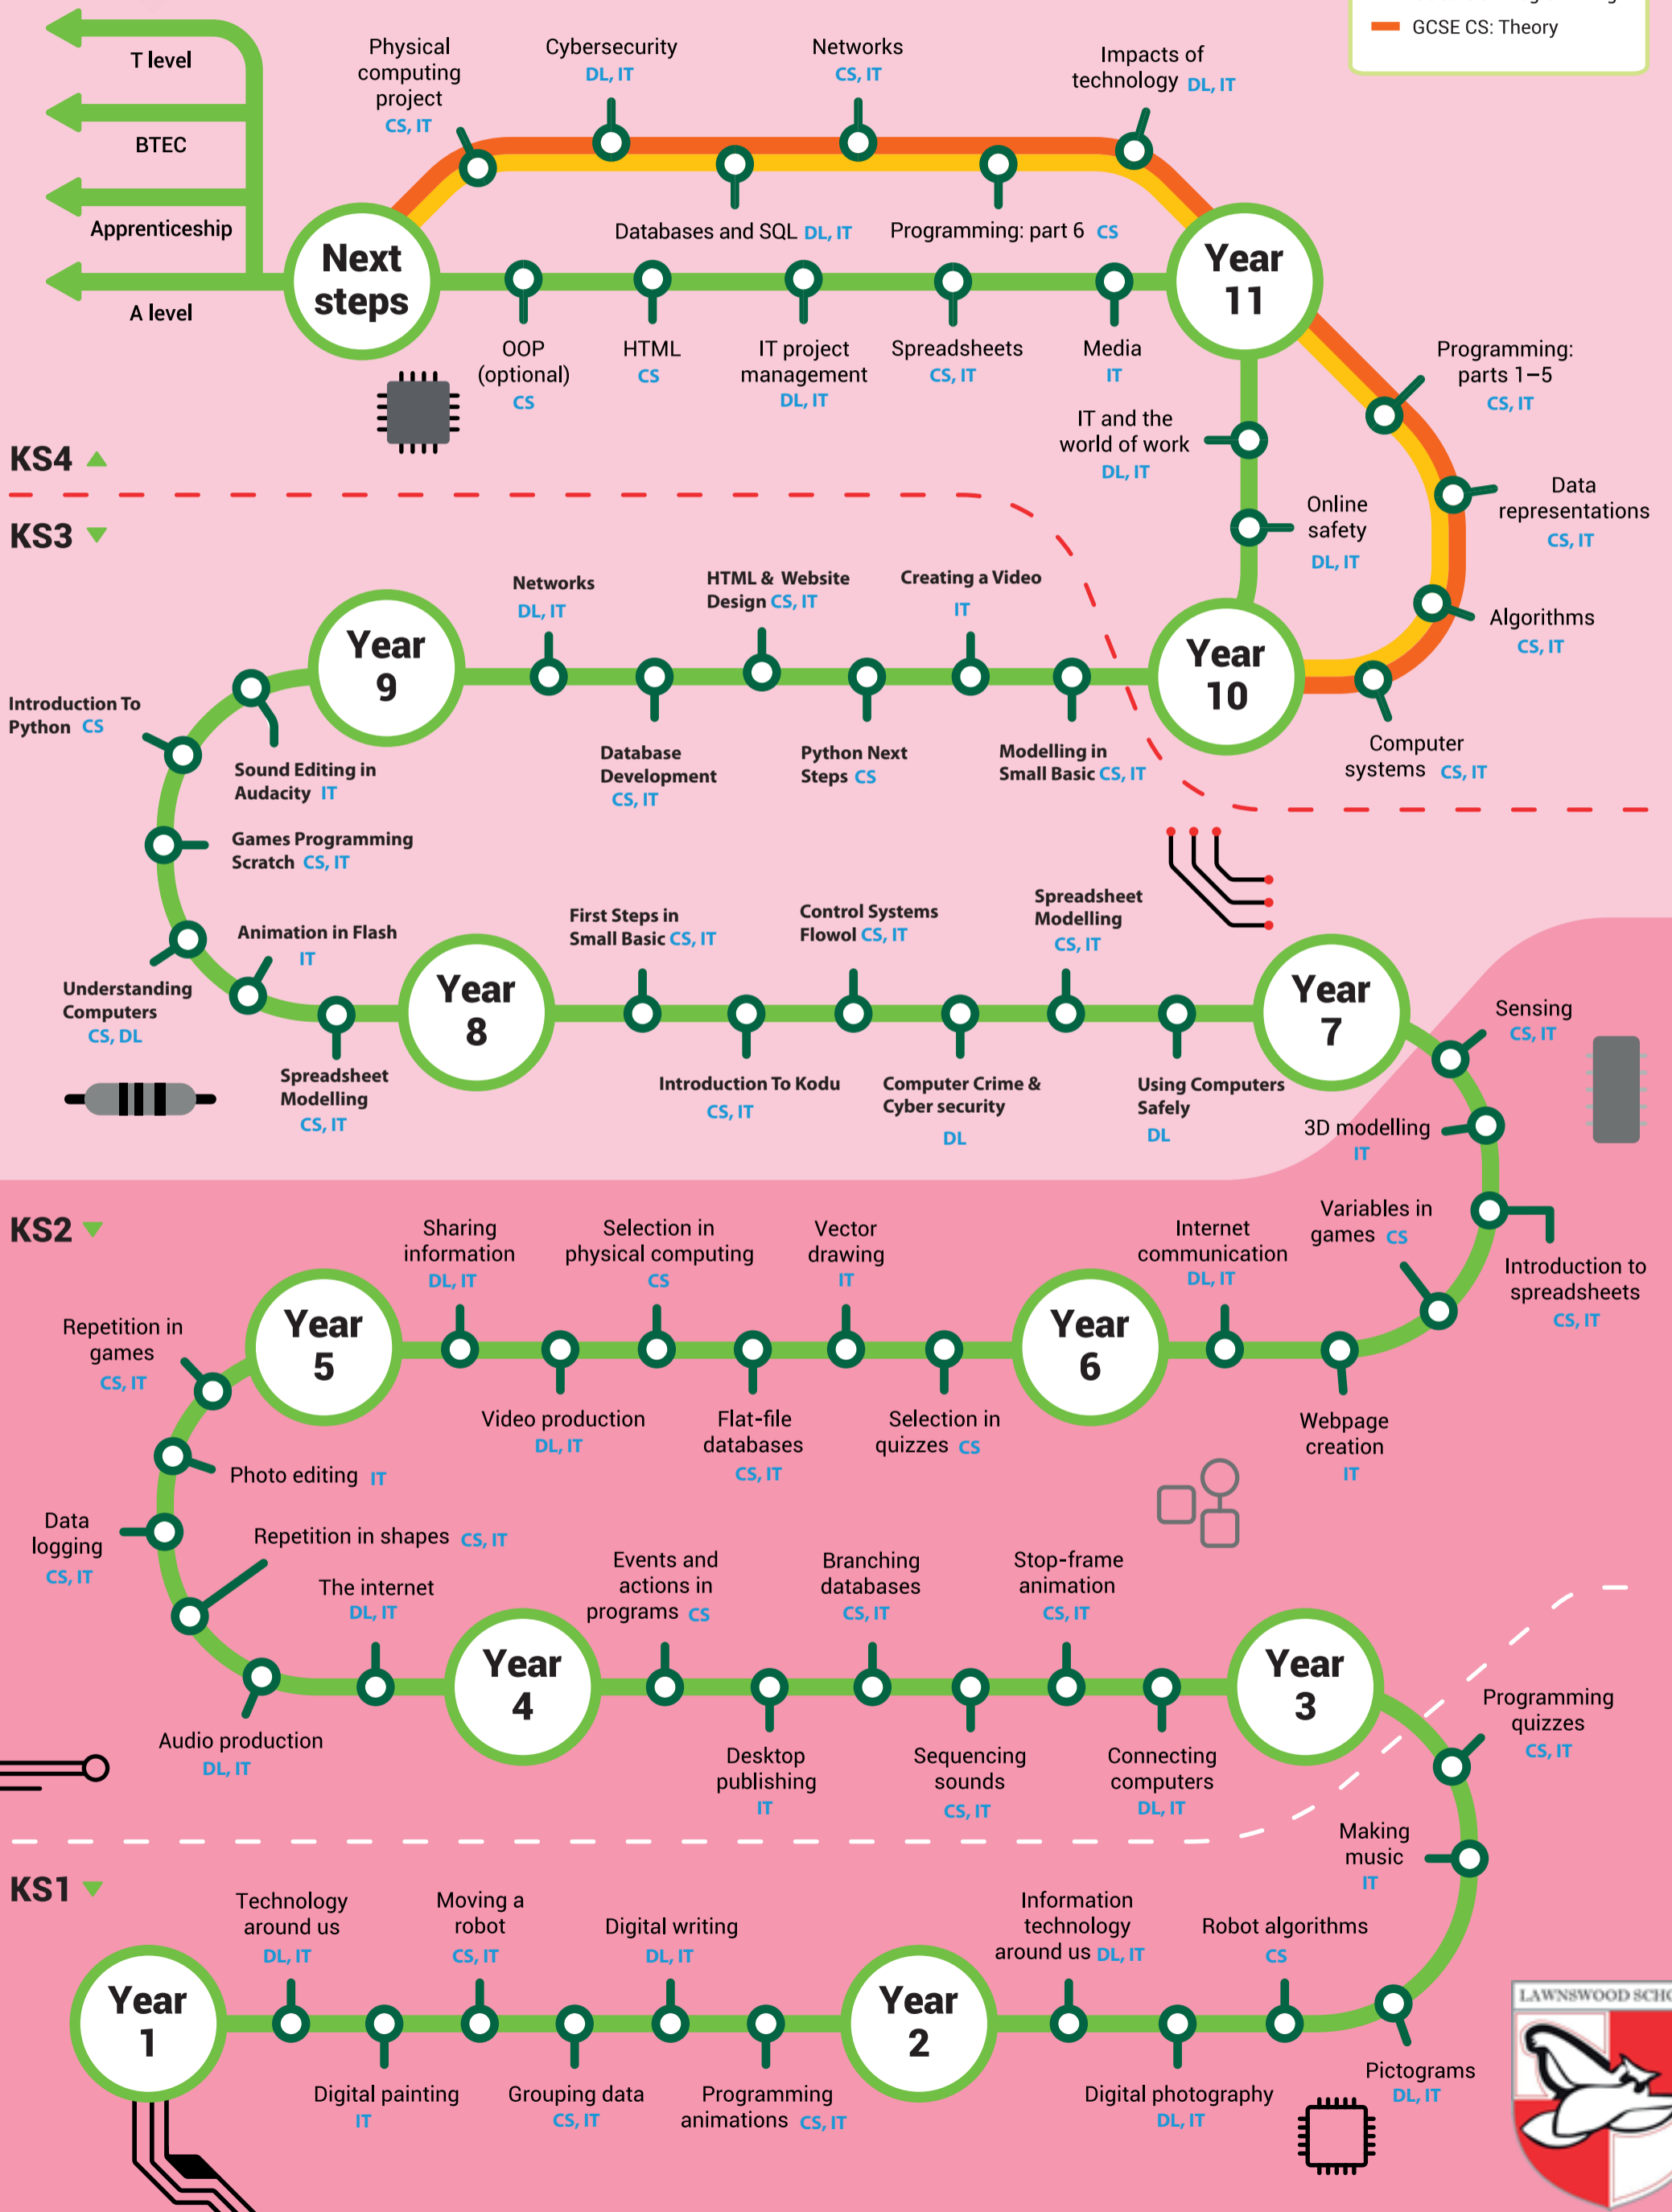 GCSE CS: Theory
T level
BTEC
Apprenticeship
A level
Physical
computing
project
CS, IT
Cybersecurity
DL, IT
Networks
CS, IT
Impacts of
technology DL, IT
Databases and SQL DL, IT
Programming: part 6 CS
Next
steps
Year
11
OOP
(optional)
CS
HTML
CS
IT project
management
DL, IT
Spreadsheets
CS, IT
Media
IT
Programming:
parts 1–5
CS, IT
IT and the
world of work
DL, IT
Data
representations
CS, IT
Online
safety
DL, IT
Algorithms
CS, IT
Computer
systems CS, IT
KS4
KS3
Year
10
Year
9
Networks
DL, IT
HTML & Website
Design CS, IT
Creating a Video
IT
Database
Development
CS, IT
Python Next
Steps CS
Modelling in
Small Basic CS, IT
Introduction To
Python CS
Sound Editing in
Audacity IT
Games Programming
Scratch CS, IT
Animation in Flash
IT
Understanding
Computers
CS, DL
Spreadsheet
Modelling
CS, IT
Year
8
First Steps in
Small Basic CS, IT
Control Systems
Flowol CS, IT
Spreadsheet
Modelling
CS, IT
Introduction To Kodu
CS, IT
Computer Crime &
Cyber security
DL
Using Computers
Safely
DL
Year
7
Sensing
CS, IT
3D modelling
IT
Variables in
games CS
Introduction to
spreadsheets
CS, IT
KS2
Year
5
Sharing
information
DL, IT
Selection in
physical computing
CS
Vector
drawing
IT
Video production
DL, IT
Flat-file
databases
CS, IT
Selection in
quizzes CS
Year
6
Internet
communication
DL, IT
Webpage
creation
IT
Repetition in
games
CS, IT
Photo editing IT
Data
logging
CS, IT
Repetition in shapes CS, IT
The internet
DL, IT
Audio production
DL, IT
Year
4
Events and
actions in
programs CS
Branching
databases
CS, IT
Stop-frame
animation
CS, IT
Desktop
publishing
IT
Sequencing
sounds
CS, IT
Connecting
computers
DL, IT
Year
3
Programming
quizzes
CS, IT
Making
music
IT
KS1
Year
1
Technology
around us
DL, IT
Moving a
robot
CS, IT
Digital writing
DL, IT
Digital painting
IT
Grouping data
CS, IT
Programming
animations CS, IT
Year
2
Information
technology
around us DL, IT
Robot algorithms
CS
Digital photography
DL, IT
Pictograms
DL, IT
LAWNSWOOD